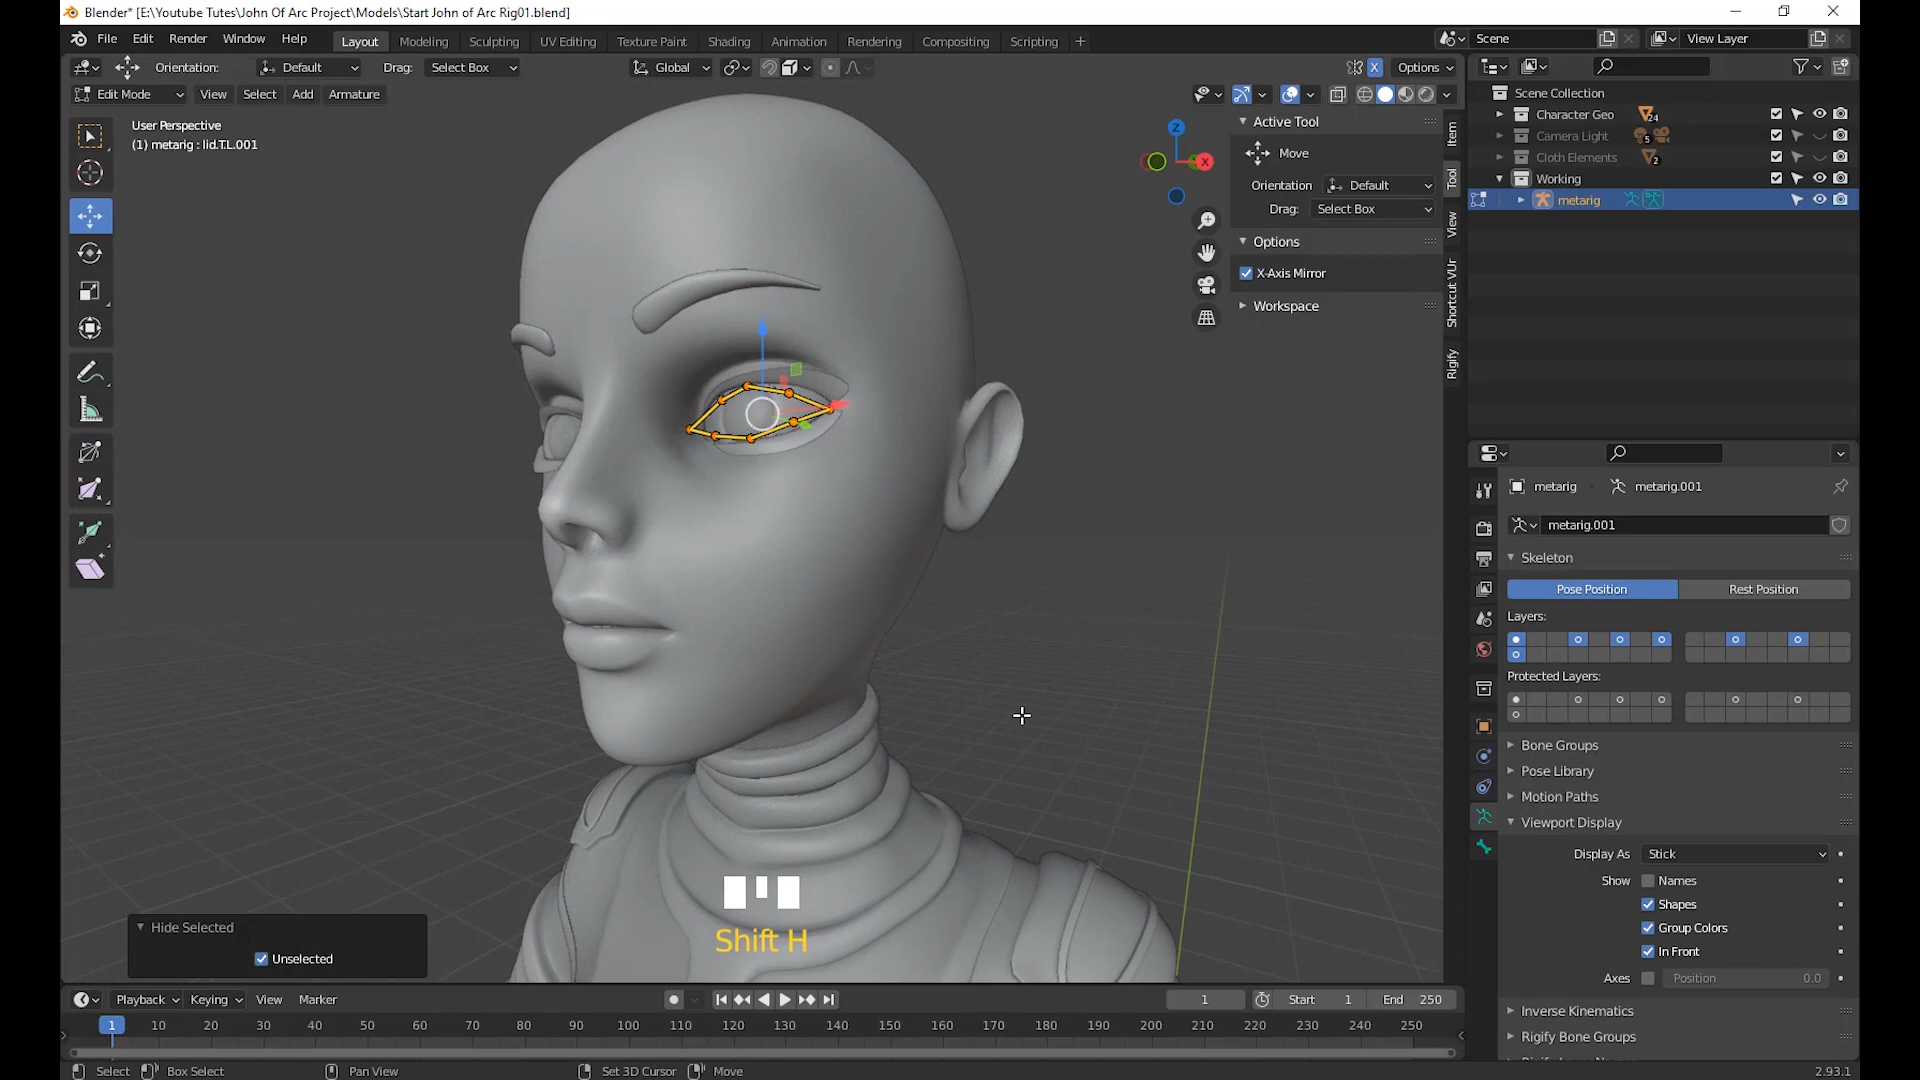 Blender* [E:\Youtube Tutes\John Of Arc Project\Models\Start John of Arc Rig01.blend]
File Edit Render Window Help Layout Modeling Sculpting UV Editing Texture Paint Shading Animation Rendering Compositing Scripting + Scene View Layer
Orientation: Default Drag: Select Box Global X Options
Edit Mode View Select Add Armature
User Perspective
(1) metarig : lid.T.L.001
Z
X
Active Tool
Move
Orientation Default
Drag: Select Box
Options
X-Axis Mirror
Workspace
Item
Tool
View
Shortcut VUr
Rigify
Scene Collection
Character Geo 24
Camera Light 5
Cloth Elements 2
Working
metarig
metarig metarig.001
metarig.001
Skeleton
Pose Position Rest Position
Layers:
Protected Layers:
Bone Groups
Pose Library
Motion Paths
Viewport Display
Display As Stick
Show Names
Shapes
Group Colors
In Front
Axes Position 0.0
Inverse Kinematics
Rigify Bone Groups
Shift H
Hide Selected
Unselected
Playback Keying View Marker 1 Start 1 End 250
1 10 20 30 40 50 60 70 80 90 100 110 120 130 140 150 160 170 180 190 200 210 220 230 240 250
Select Box Select Pan View Set 3D Cursor Move 2.93.1